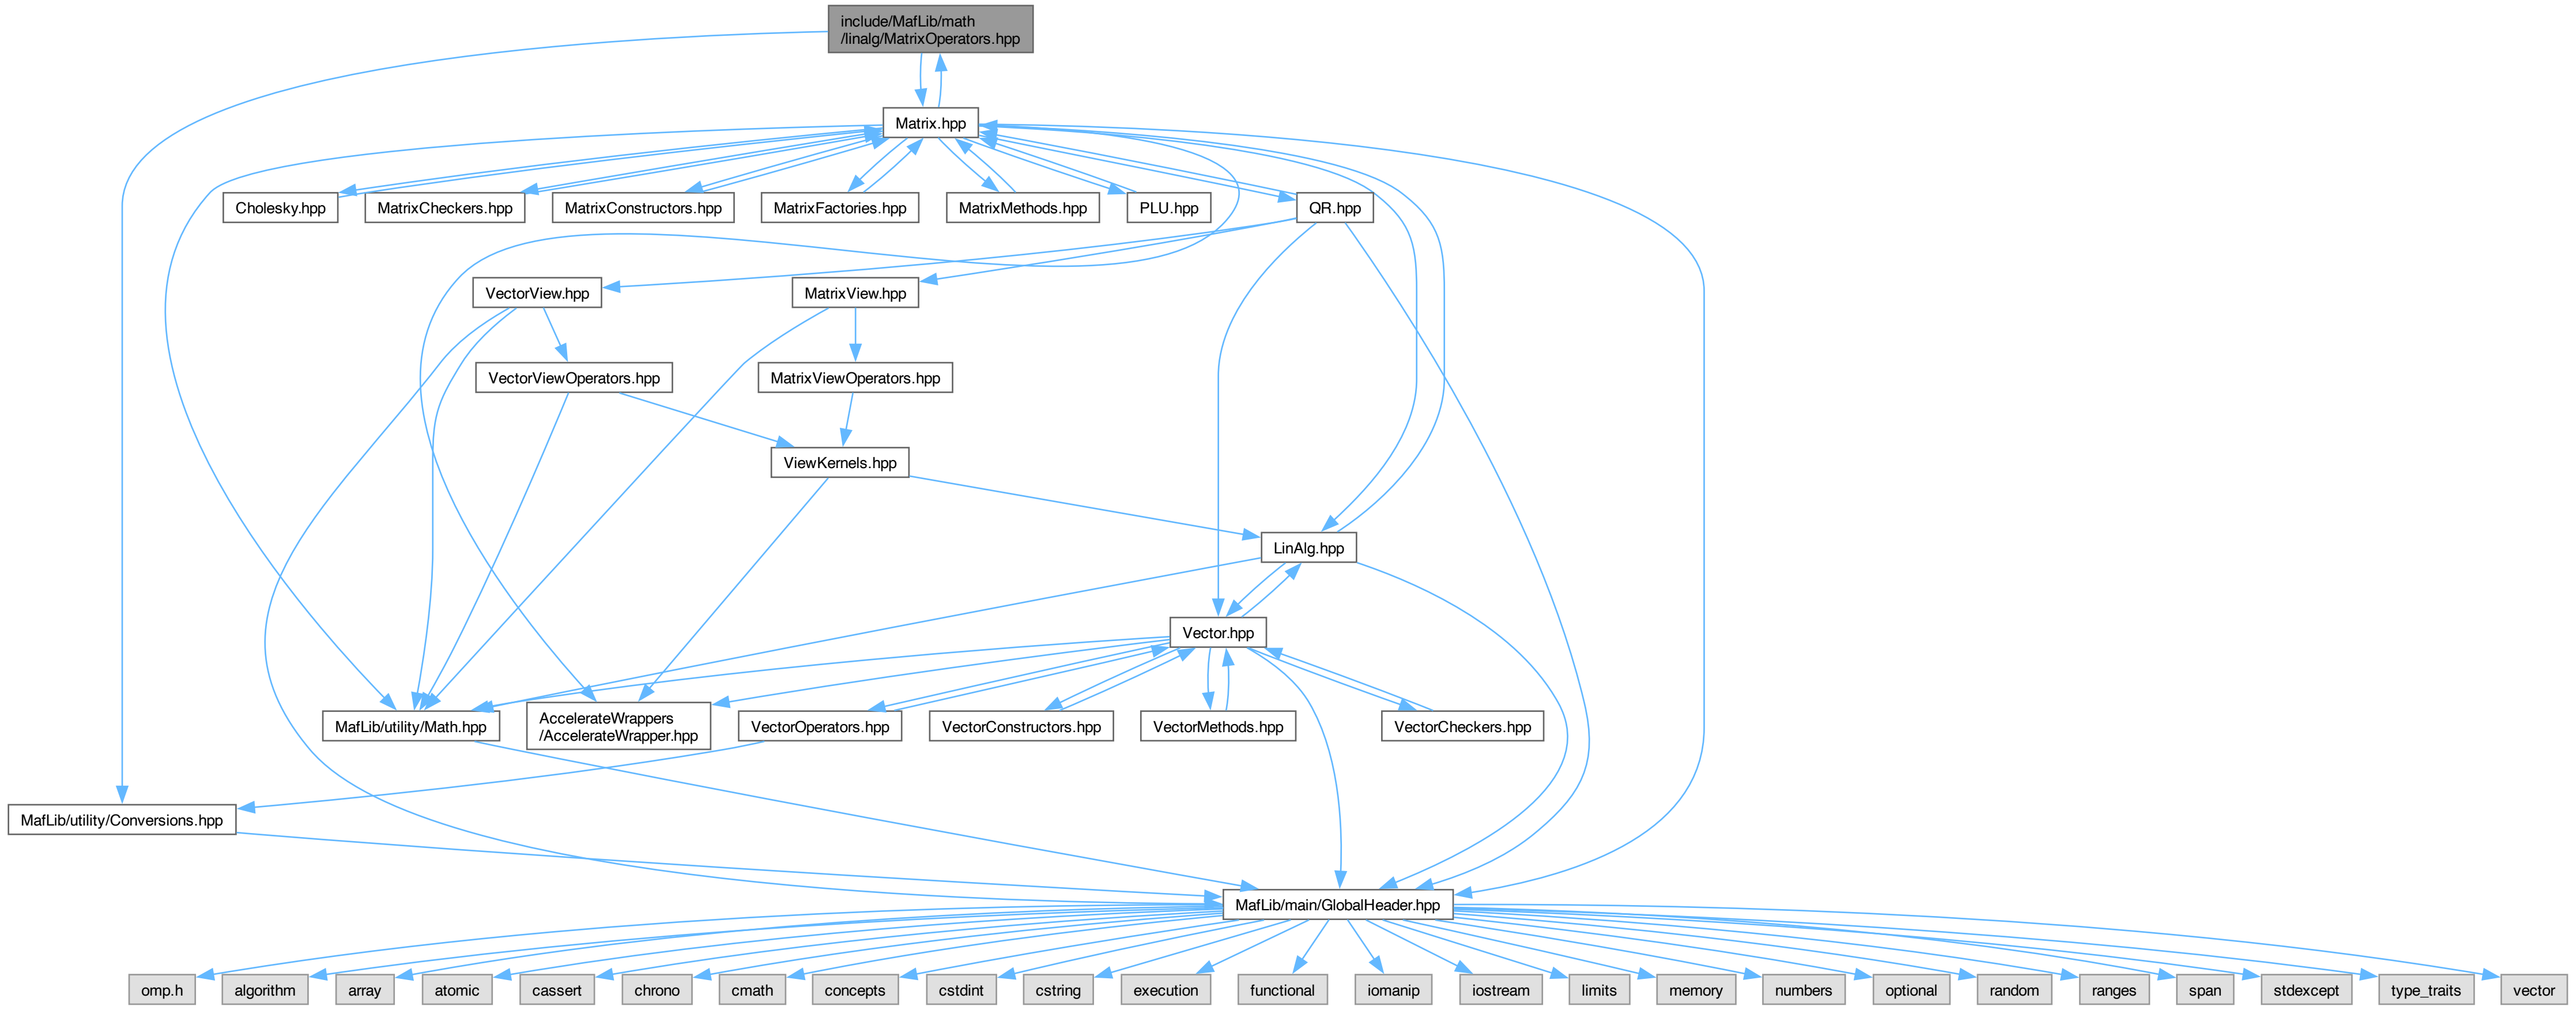 include/MafLib/math
/linalg/MatrixOperators.hpp
Matrix.hpp
Cholesky.hpp
MatrixCheckers.hpp
MatrixConstructors.hpp
MatrixFactories.hpp
MatrixMethods.hpp
PLU.hpp
QR.hpp
VectorView.hpp
MatrixView.hpp
VectorViewOperators.hpp
MatrixViewOperators.hpp
ViewKernels.hpp
LinAlg.hpp
Vector.hpp
MafLib/utility/Math.hpp
AccelerateWrappers
/AccelerateWrapper.hpp
VectorOperators.hpp
VectorConstructors.hpp
VectorMethods.hpp
VectorCheckers.hpp
MafLib/utility/Conversions.hpp
MafLib/main/GlobalHeader.hpp
omp.h
algorithm
array
atomic
cassert
chrono
cmath
concepts
cstdint
cstring
execution
functional
iomanip
iostream
limits
memory
numbers
optional
random
ranges
span
stdexcept
type_traits
vector